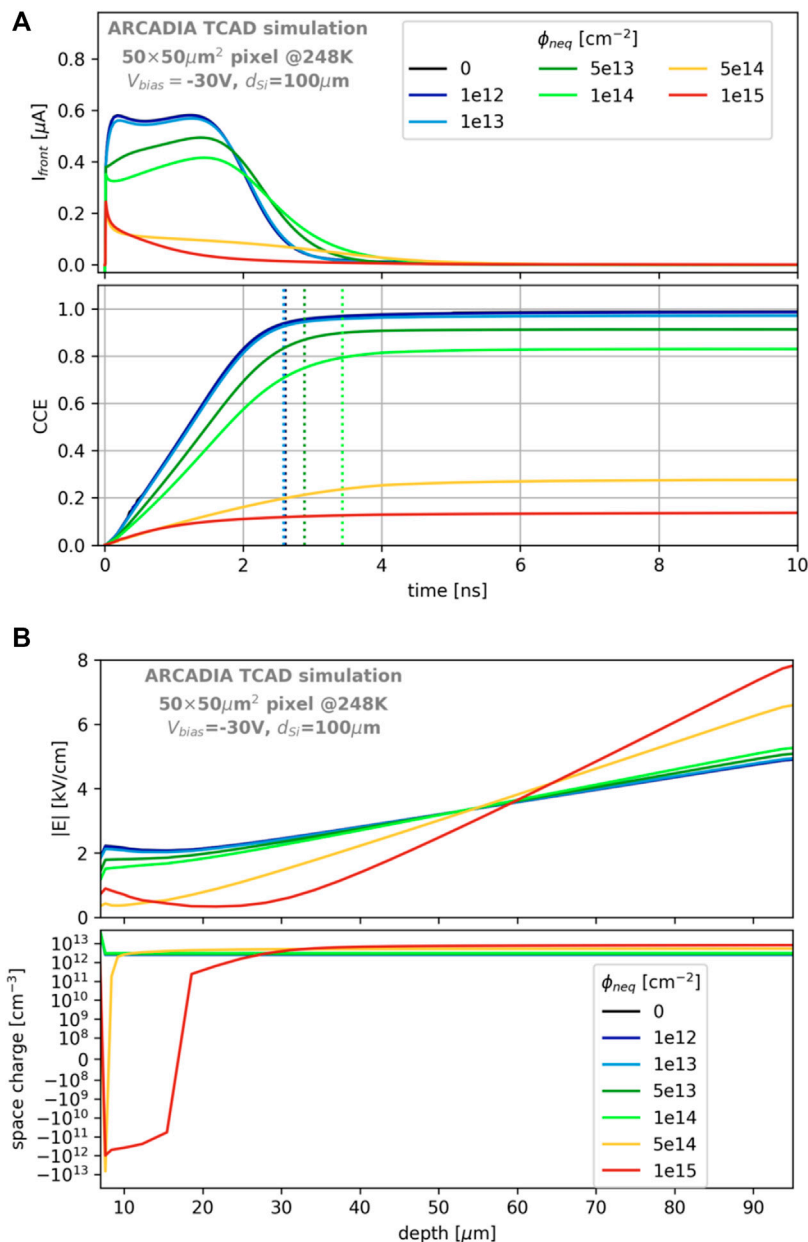 A
ARCADIA TCAD simulation
50×50μm² pixel @248K
V_bias = -30V, d_Si=100μm
ϕ_neq [cm⁻²]
0
5e13
5e14
1e12
1e14
1e15
1e13
I_front [μA]
0.8
0.6
0.4
0.2
0.0
CCE
1.0
0.8
0.6
0.4
0.2
0.0
0
2
4
6
8
10
time [ns]
B
ARCADIA TCAD simulation
50×50μm² pixel @248K
V_bias=-30V, d_Si=100μm
|E| [kV/cm]
8
6
4
2
0
space charge [cm⁻³]
10¹³
10¹²
10¹¹
10¹⁰
10⁹
10⁸
0
−10⁸
−10⁹
−10¹⁰
−10¹¹
−10¹²
−10¹³
ϕ_neq [cm⁻²]
0
1e12
1e13
5e13
1e14
5e14
1e15
10
20
30
40
50
60
70
80
90
depth [μm]